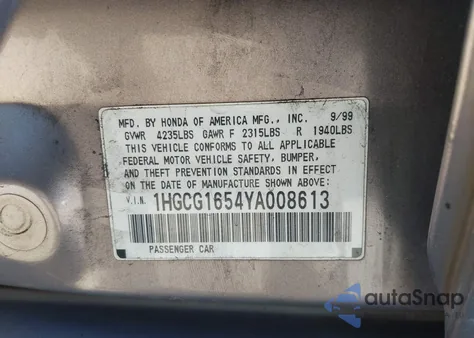 MFD. BY HONDA OF AMERICA MFG., INC. 9/99
GVWR 4235LBS GAWR F 2315LBS R 1940LBS
THIS VEHICLE CONFORMS TO ALL APPLICABLE
FEDERAL MOTOR VEHICLE SAFETY, BUMPER,
AND THEFT PREVENTION STANDARDS IN EFFECT ON THE
DATE OF MANUFACTURE SHOWN ABOVE:
V.I.N. 1HGCG1654YA008613
PASSENGER CAR
autoSnap